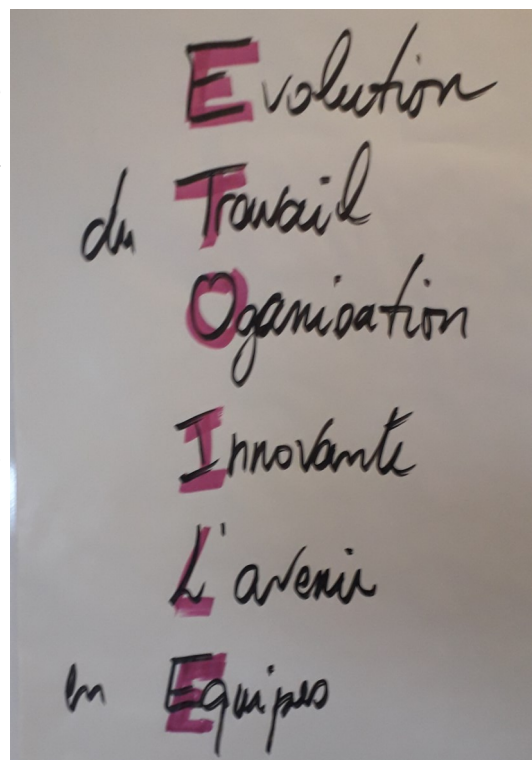 Evolution
du Travail
Oganisation
Innovante
L'avenir
en Equipes